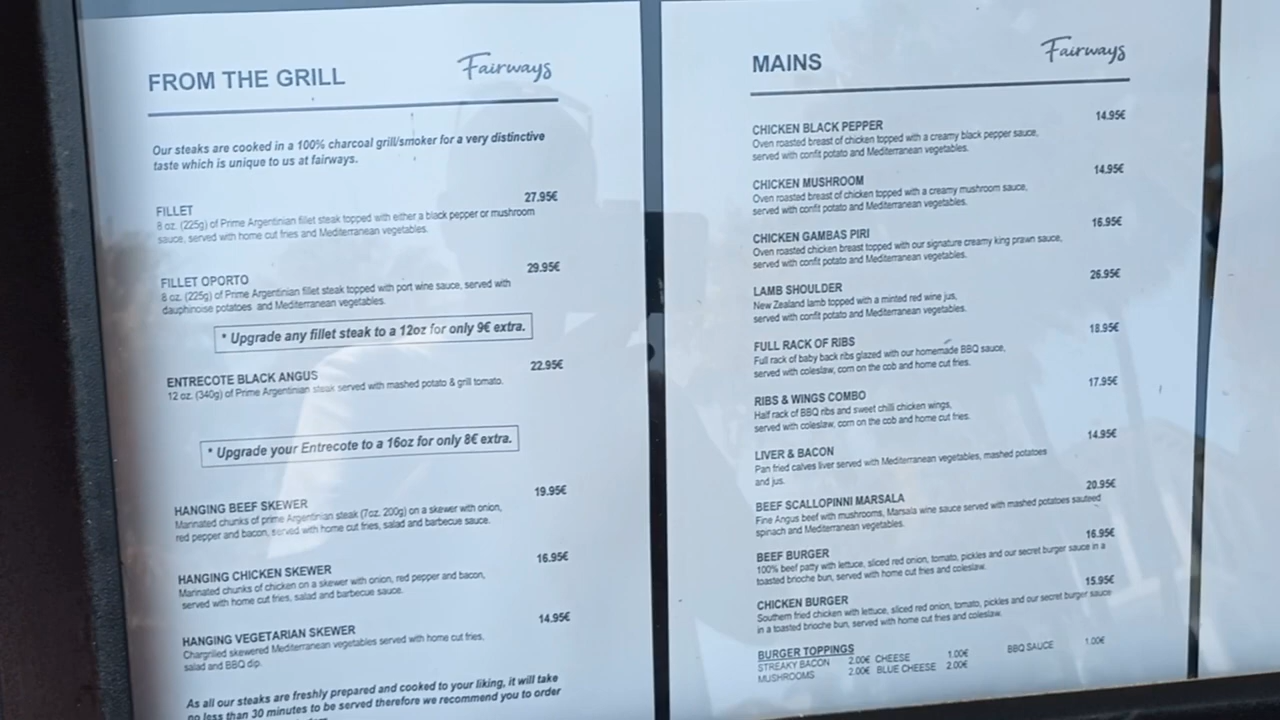 FROM THE GRILL
Fairways
Our steaks are cooked in a 100% charcoal grill/smoker for a very distinctive
taste which is unique to us at fairways.
27.95€
FILLET
8 oz. (225g) of Prime Argentinian fillet steak topped with either a black pepper or mushroom
sauce, served with home cut fries and Mediterranean vegetables.
29.95€
FILLET OPORTO
8 oz. (225g) of Prime Argentinian fillet steak topped with port wine sauce, served with
dauphinoise potatoes and Mediterranean vegetables.
* Upgrade any fillet steak to a 12oz for only 9€ extra.
22.95€
ENTRECOTE BLACK ANGUS
12 oz. (340g) of Prime Argentinian steak served with mashed potato & grill tomato.
* Upgrade your Entrecote to a 16oz for only 8€ extra.
19.95€
HANGING BEEF SKEWER
Marinated chunks of prime Argentinian steak (7oz. 200g) on a skewer with onion,
red pepper and bacon, served with home cut fries, salad and barbecue sauce.
16.95€
HANGING CHICKEN SKEWER
Marinated chunks of chicken on a skewer with onion, red pepper and bacon,
served with home cut fries, salad and barbecue sauce.
14.95€
HANGING VEGETARIAN SKEWER
Chargrilled skewered Mediterranean vegetables served with home cut fries.
salad and BBQ dip.
As all our steaks are freshly prepared and cooked to your liking, it will take
no less than 30 minutes to be served therefore we recommend you to order
MAINS
Fairways
14.95€
CHICKEN BLACK PEPPER
Oven roasted breast of chicken topped with a creamy black pepper sauce,
served with confit potato and Mediterranean vegetables.
14.95€
CHICKEN MUSHROOM
Oven roasted breast of chicken topped with a creamy mushroom sauce,
served with confit potato and Mediterranean vegetables.
16.95€
CHICKEN GAMBAS PIRI
Oven roasted chicken breast topped with our signature creamy king prawn sauce,
served with confit potato and Mediterranean vegetables.
26.95€
LAMB SHOULDER
New Zealand lamb topped with a minted red wine jus,
served with confit potato and Mediterranean vegetables.
18.95€
FULL RACK OF RIBS
Full rack of baby back ribs glazed with our homemade BBQ sauce,
served with coleslaw, corn on the cob and home cut fries.
17.95€
RIBS & WINGS COMBO
Half rack of BBQ ribs and sweet chilli chicken wings,
served with coleslaw, corn on the cob and home cut fries.
14.95€
LIVER & BACON
Pan fried calves liver served with Mediterranean vegetables, mashed potatoes
and jus.
20.95€
BEEF SCALLOPINNI MARSALA
Fine Angus beef with mushrooms, Marsala wine sauce served with mashed potatoes sauteed
spinach and Mediterranean vegetables.
16.95€
BEEF BURGER
100% beef patty with lettuce, sliced red onion, tomato, pickles and our secret burger sauce in a
toasted brioche bun, served with home cut fries and coleslaw.
15.95€
CHICKEN BURGER
Southern fried chicken with lettuce, sliced red onion, tomato, pickles and our secret burger sauce
in a toasted brioche bun, served with home cut fries and coleslaw.
BURGER TOPPINGS
STREAKY BACON 2.00€ CHEESE 1.00€ BBQ SAUCE 1.00€
MUSHROOMS 2.00€ BLUE CHEESE 2.00€